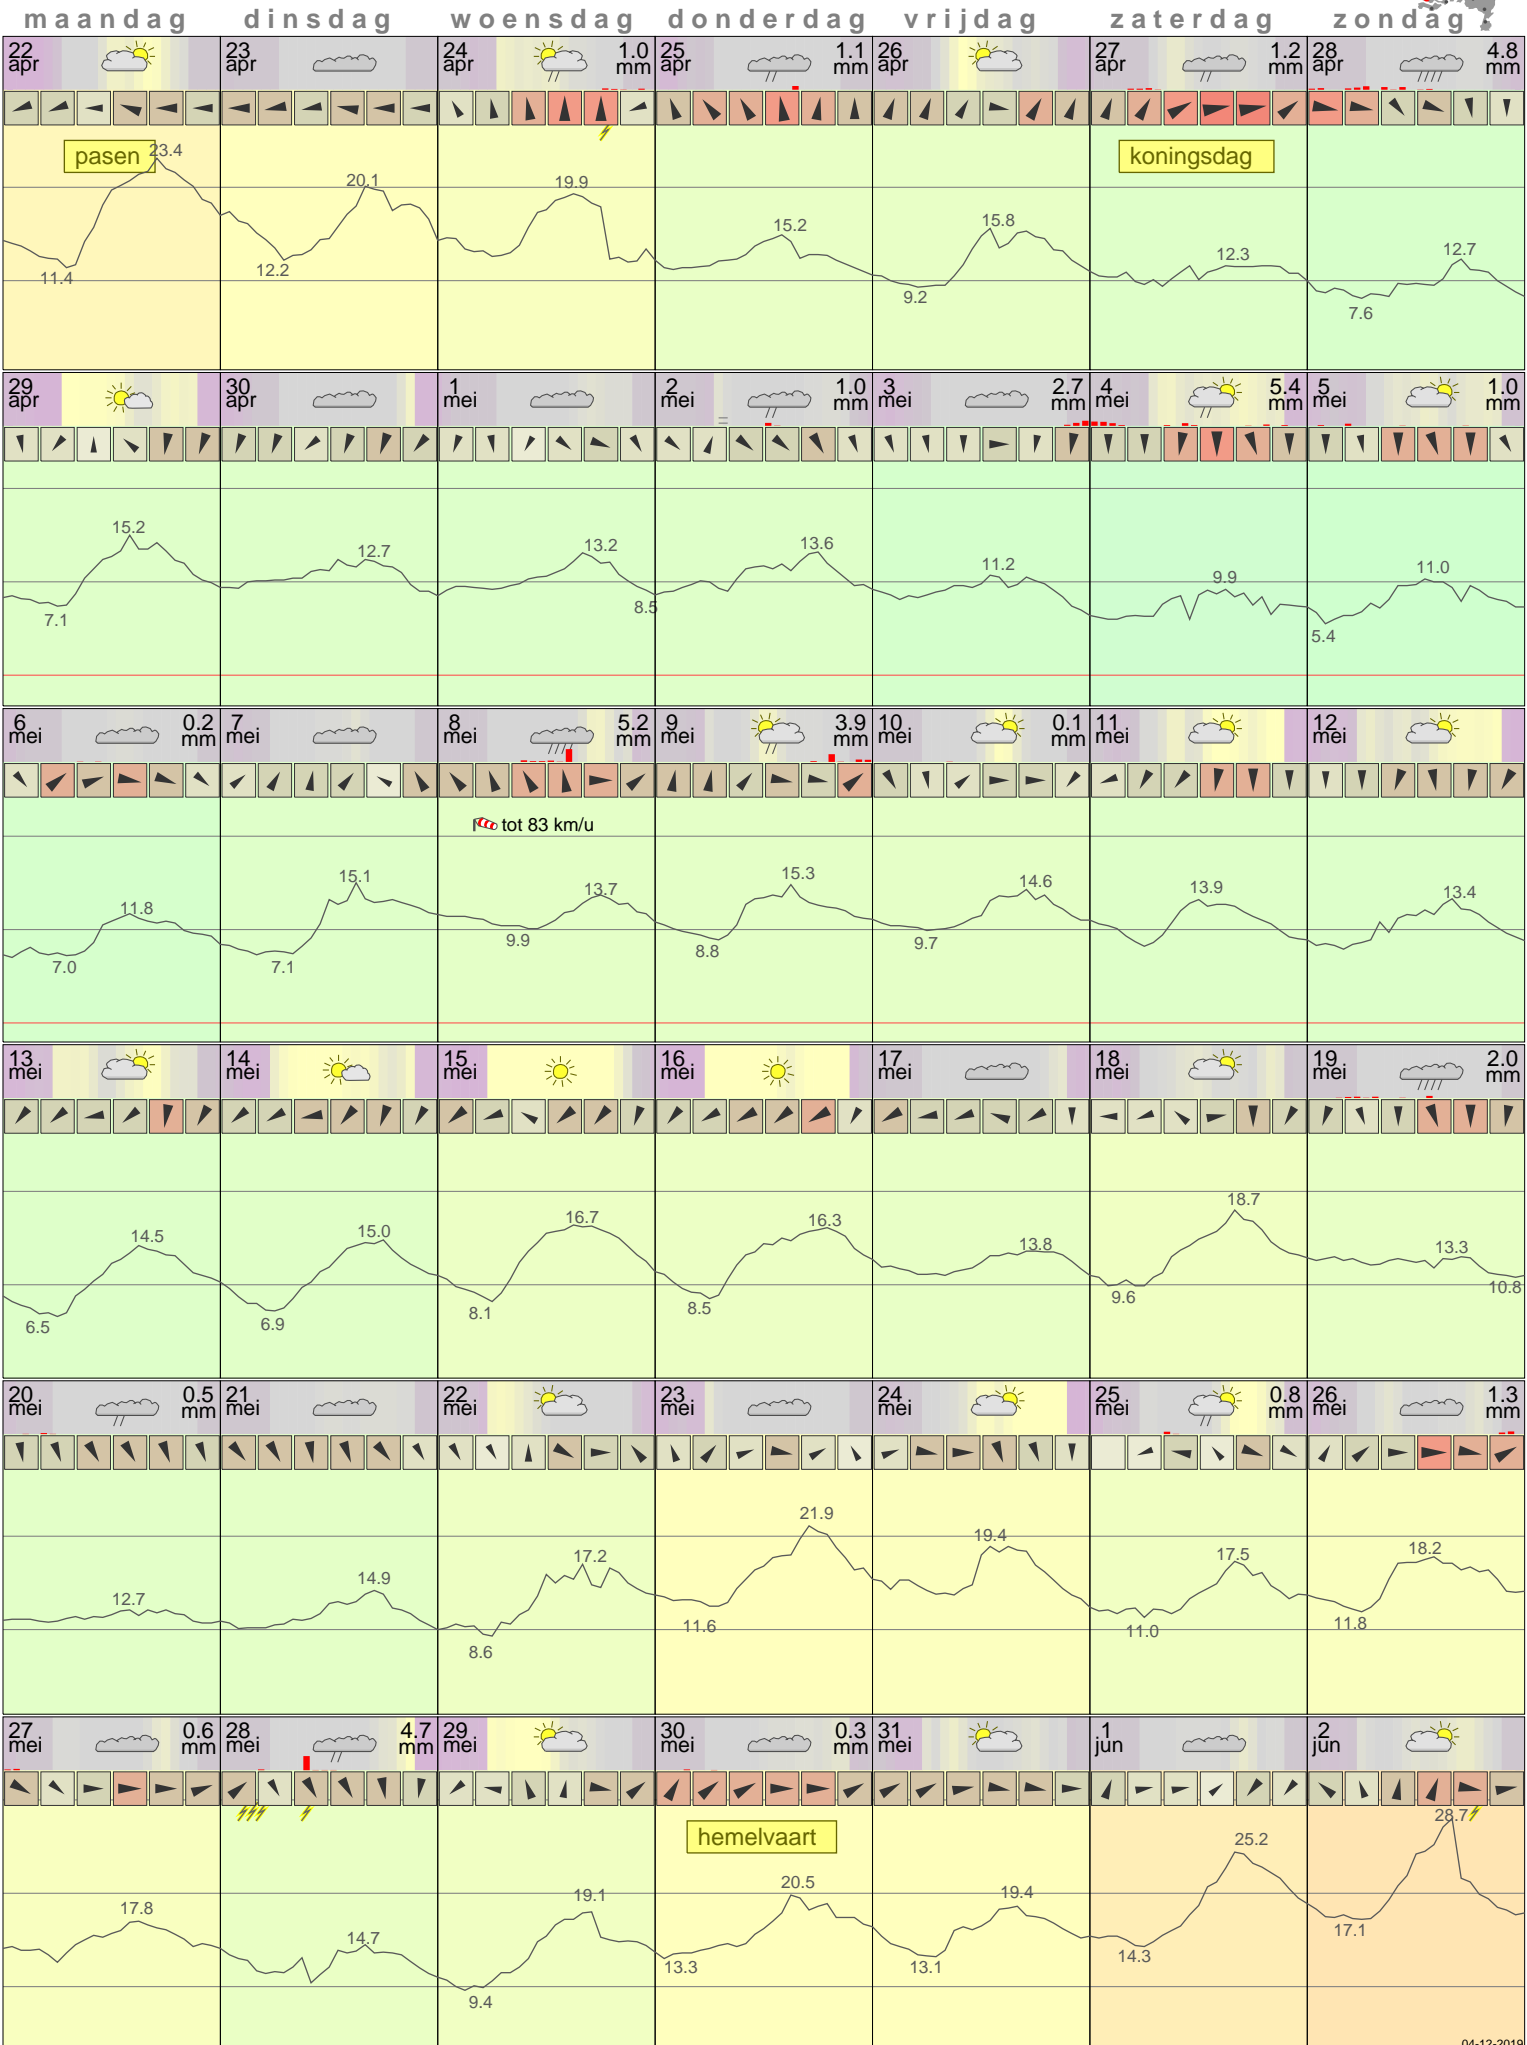 maandag dinsdag woensdag donderdag vrijdag zaterdag zondag
22 23 24 1.0 25 1.1 26 27 1.2 28 4.8
apr apr apr mm apr mm apr apr mm apr mm
pasen 23.4 koningsdag
20.1 19.9
15.2 15.8 12.3 12.7
11.4 12.2 9.2 7.6
29 30 1 2 1.0 3 2.7 4 5.4 5 1.0
apr apr mei mei mm mei mm mei mm mei mm
15.2 12.7 13.2 13.6 11.2 9.9 11.0
7.1 8.5 5.4
6 0.2 7 8 5.2 9 3.9 10 0.1 11 12
mei mm mei mei mm mei mm mei mm mei mei
tot 83 km/u
11.8 15.1 13.7 15.3 14.6 13.9 13.4
7.0 7.1 9.9 8.8 9.7
13 14 15 16 17 18 19 2.0
mei mei mei mei mei mei mei mm
14.5 15.0 16.7 16.3 13.8 18.7 13.3
6.5 6.9 8.1 8.5 9.6 10.8
20 0.5 21 22 23 24 25 0.8 26 1.3
mei mm mei mei mei mei mei mm mei mm
12.7 14.9 17.2 21.9 19.4 17.5 18.2
8.6 11.6 11.0 11.8
27 0.6 28 4.7 29 30 0.3 31 1 2
mei mm mei mm mei mei mm mei jun jun
hemelvaart
17.8 14.7 19.1 20.5 19.4 25.2 28.7
9.4 13.3 13.1 14.3 17.1
04-12-2019